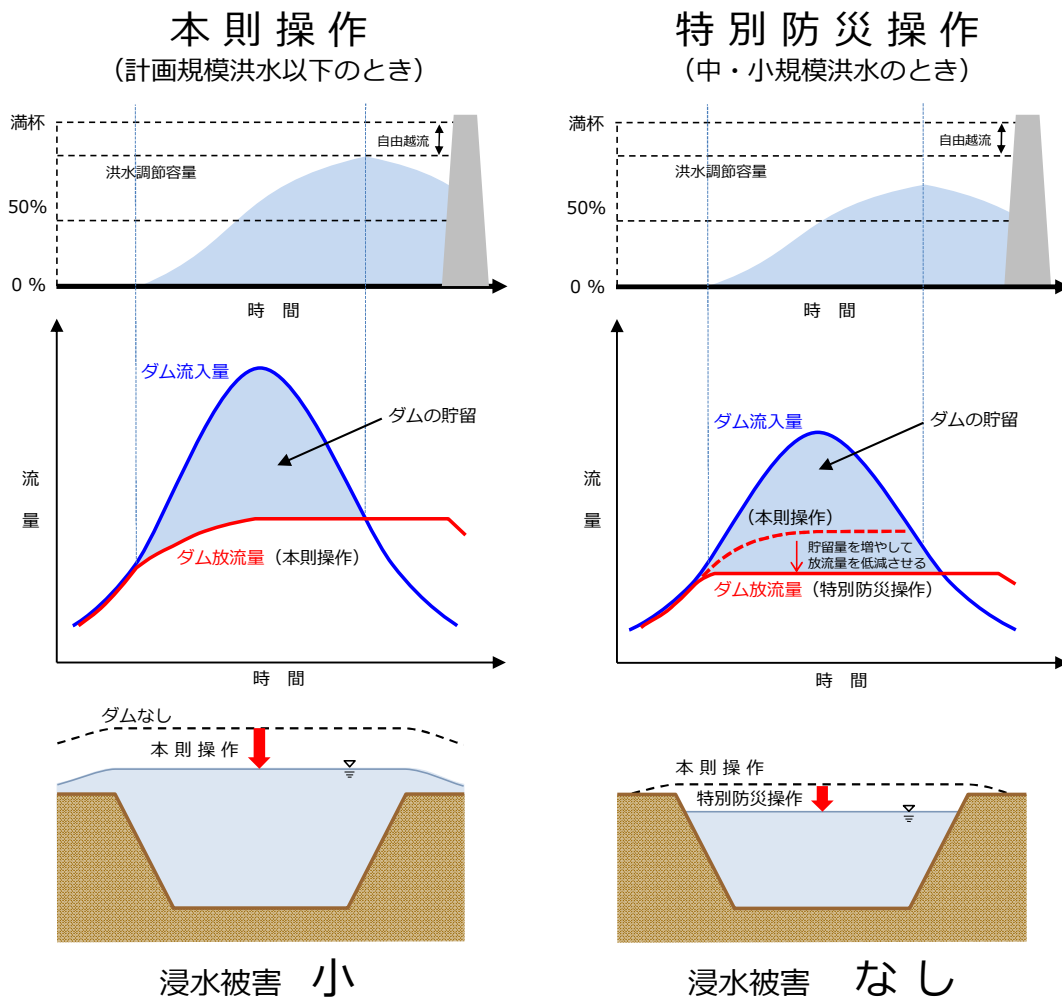 本則操作
（計画規模洪水以下のとき）
満杯
自由越流
洪水調節容量
50%
0 %
時 間
ダム流入量
ダムの貯留
流
量
ダム放流量（本則操作）
時 間
ダムなし
本則操作
浸水被害 小
特別防災操作
（中・小規模洪水のとき）
満杯
自由越流
洪水調節容量
50%
0 %
時 間
ダム流入量
ダムの貯留
流
量
（本則操作）
貯留量を増やして
放流量を低減させる
ダム放流量（特別防災操作）
時 間
本則操作
特別防災操作
浸水被害 なし